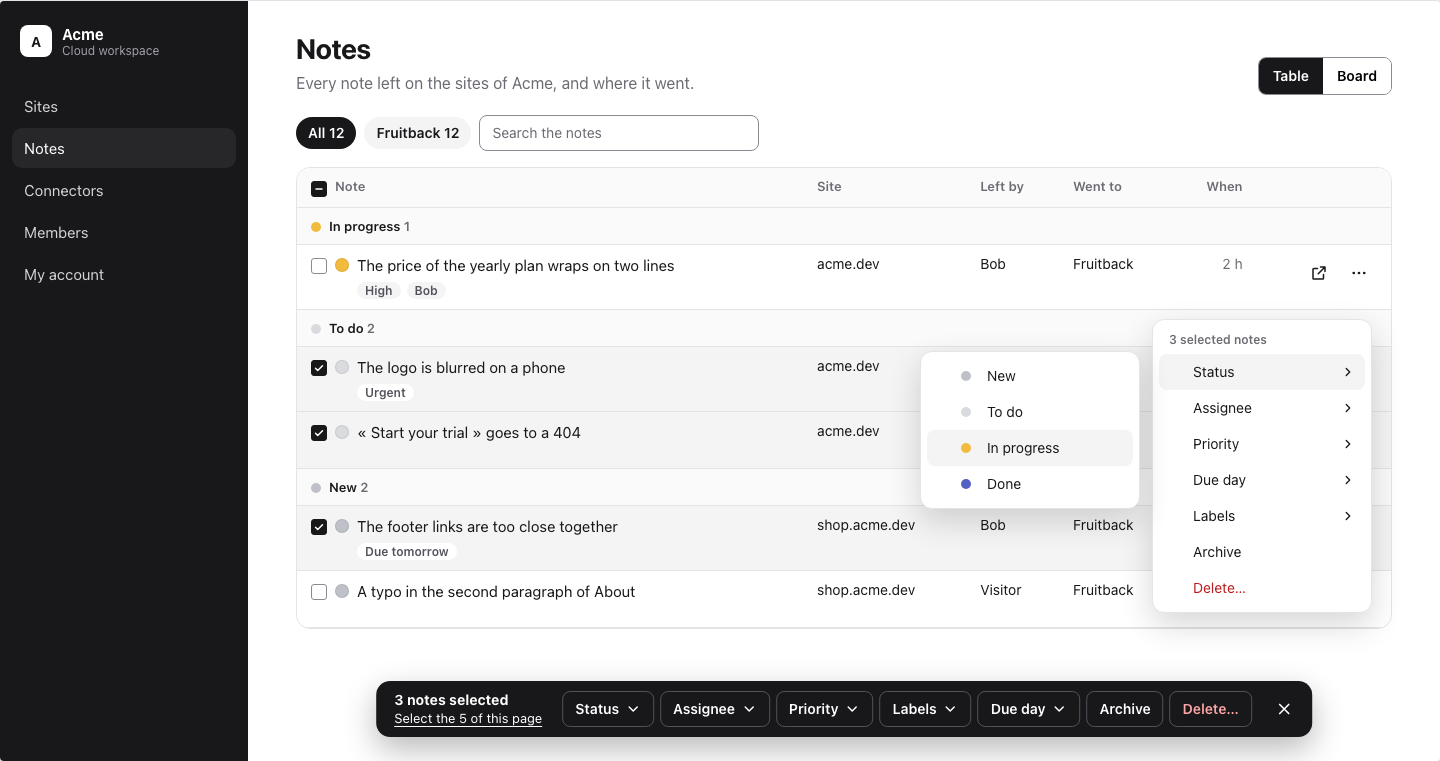 A
Acme
Cloud workspace
Sites
Notes
Connectors
Members
My account
Notes
Every note left on the sites of Acme, and where it went.
Table
Board
All 12
Fruitback 12
Search the notes
Note
Site
Left by
Went to
When
In progress 1
The price of the yearly plan wraps on two lines
acme.dev
Bob
Fruitback
2 h
High
Bob
To do 2
The logo is blurred on a phone
acme.dev
Urgent
« Start your trial » goes to a 404
acme.dev
New 2
The footer links are too close together
shop.acme.dev
Bob
Fruitback
Due tomorrow
A typo in the second paragraph of About
shop.acme.dev
Visitor
Fruitback
New
To do
In progress
Done
3 selected notes
Status
Assignee
Priority
Due day
Labels
Archive
Delete...
3 notes selected
Select the 5 of this page
Status
Assignee
Priority
Labels
Due day
Archive
Delete...